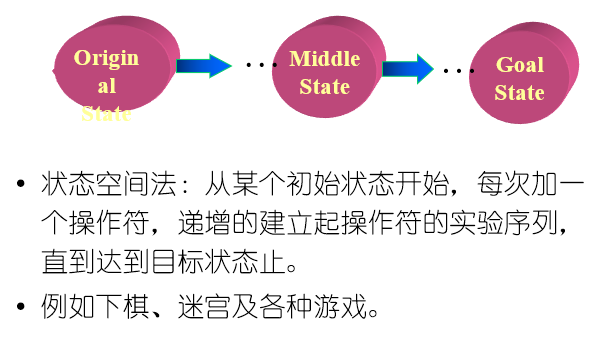 Origin
al
State
...
Middle
State
...
Goal
State
• 状态空间法：从某个初始状态开始，每次加一
个操作符，递增的建立起操作符的实验序列，
直到达到目标状态止。
• 例如下棋、迷宫及各种游戏。